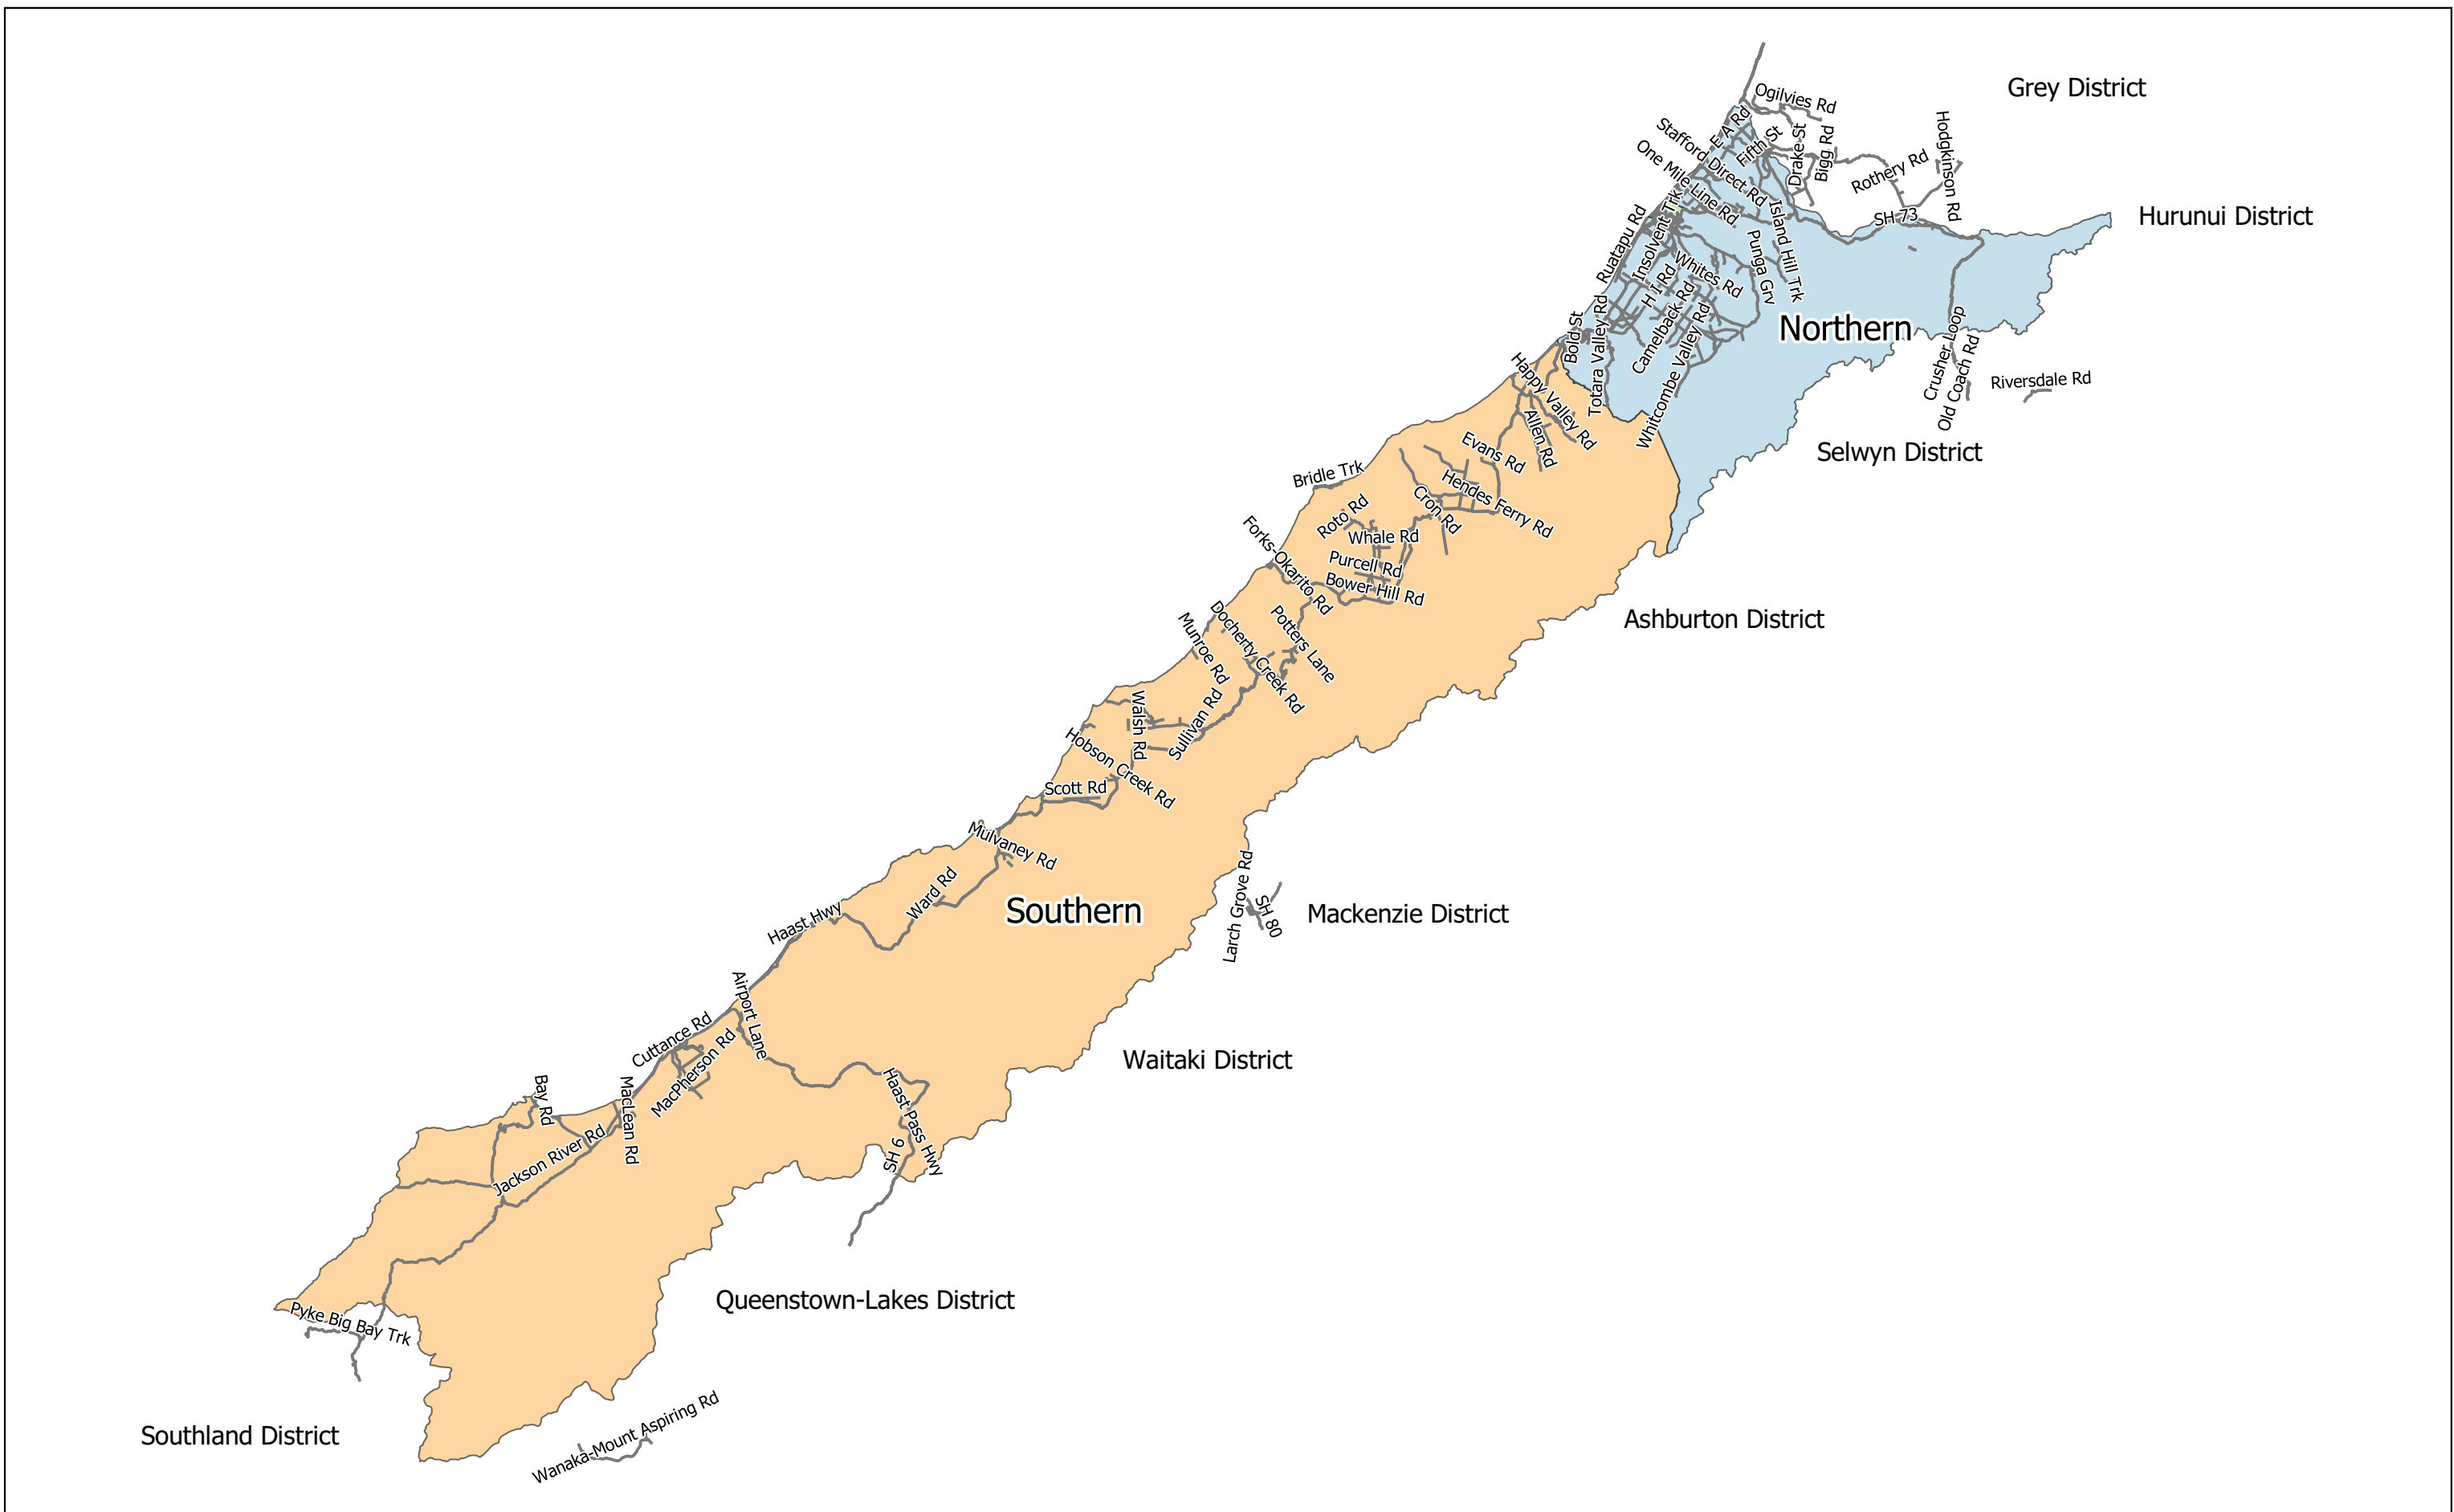 Grey District
Ogilvies Rd
E A Rd
Stafford Direct Rd
Fifth St
Drake-St
Bigg Rd
Hodgkinson Rd
One Mile Line Rd
Rothery Rd
SH 73
Hurunui District
Ruatapu Rd
Insolvent Trk
Island Hill Trk
Punga Grv
Whites Rd
H I Rd
Camelback Rd
Northern
Bold St
Totara Valley Rd
Whitcombe Valley Rd
Crusher Loop
Old Coach Rd
Riversdale Rd
Happy Valley Rd
Allen Rd
Selwyn District
Evans Rd
Bridle Trk
Hendes Ferry Rd
Cron Rd
Roto Rd
Whale Rd
Forks-Okarito Rd
Purcell Rd
Bower Hill Rd
Ashburton District
Docherty Creek Rd
Potters Lane
Munroe Rd
Walsh Rd
Sullivan Rd
Hobson Creek Rd
Scott Rd
Mulvaney Rd
Larch Grove Rd
SH 80
Mackenzie District
Ward Rd
Southern
Haast Hwy
Airport Lane
Cuttance Rd
MacPherson Rd
Waitaki District
Bay Rd
MacLean Rd
Haast Pass Hwy
SH 6
Jackson River Rd
Queenstown-Lakes District
Pyke Big Bay Trk
Southland District
Wanaka-Mount Aspiring Rd